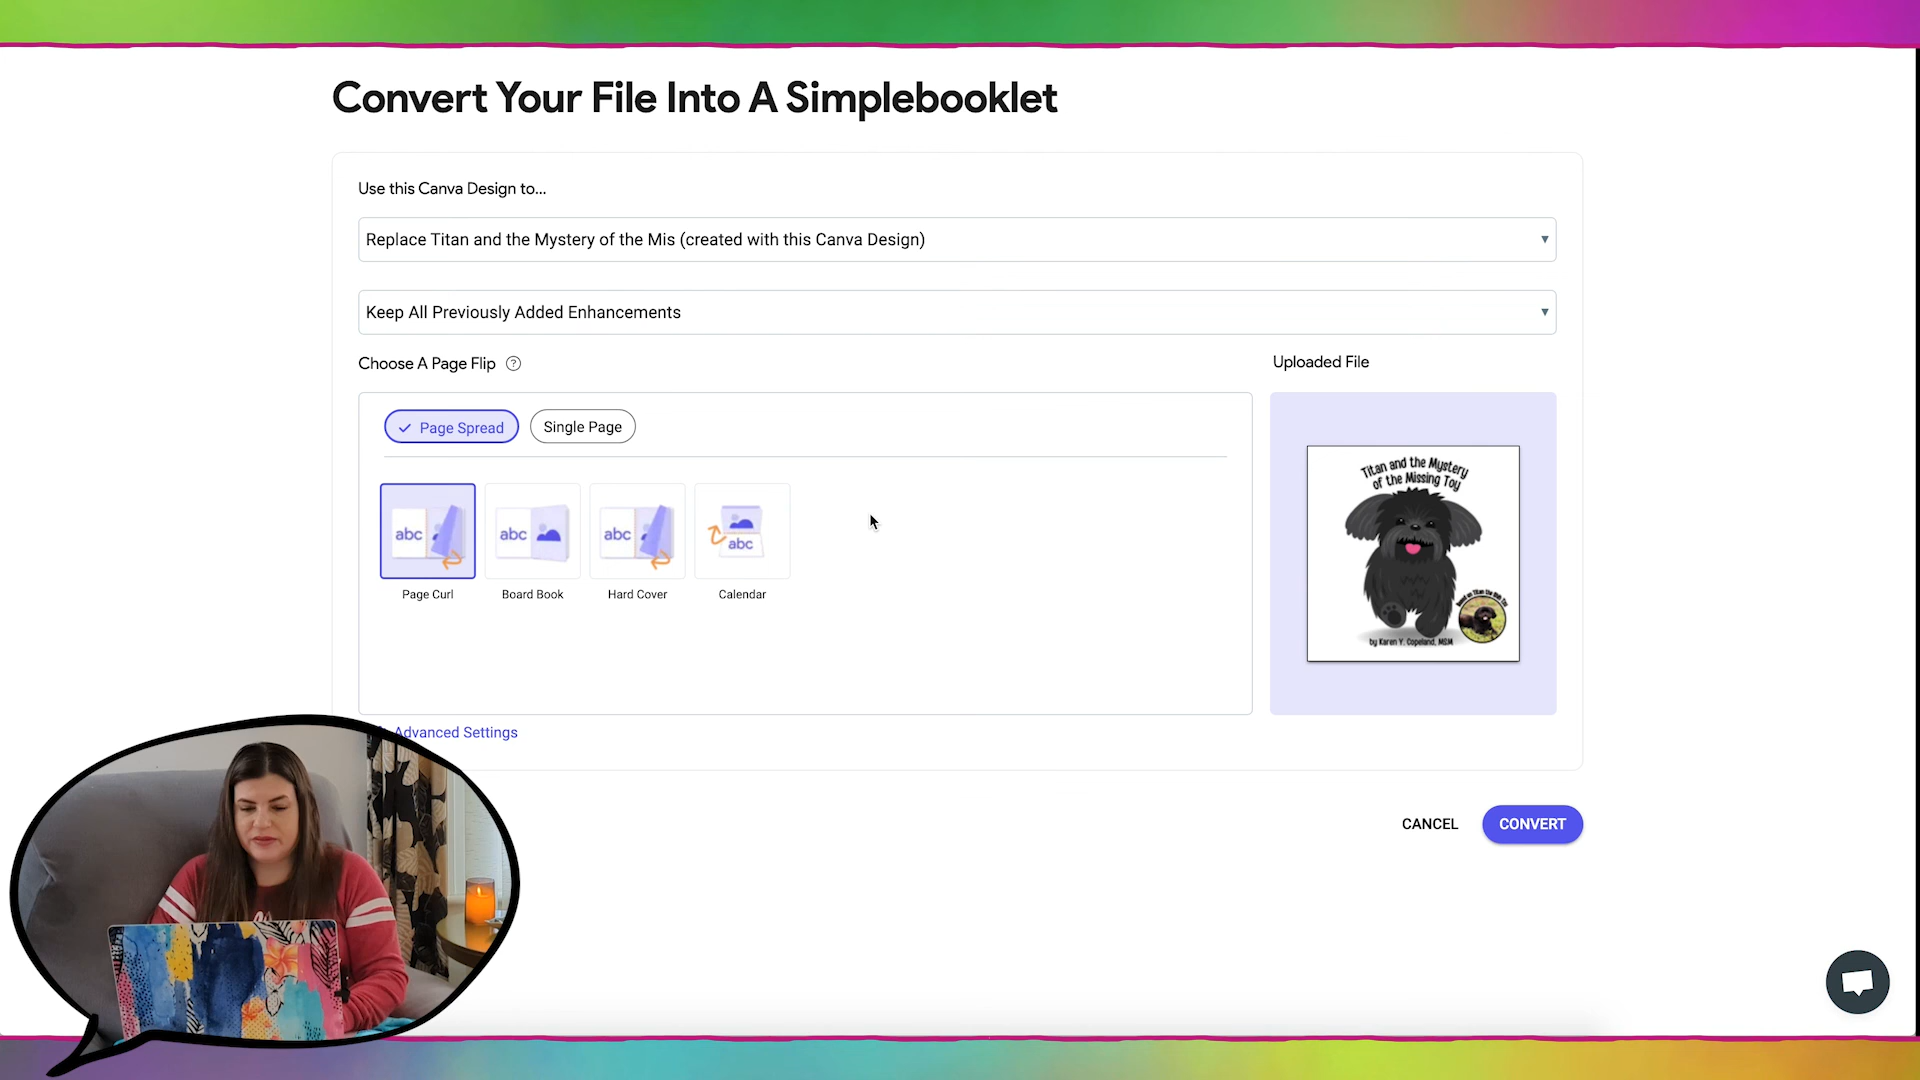 Convert Your File Into A Simplebooklet
Use this Canva Design to...
Replace Titan and the Mystery of the Mis (created with this Canva Design)
Keep All Previously Added Enhancements
Choose A Page Flip ?
Uploaded File
Page Spread
Single Page
abc
abc
abc
abc
Page Curl
Board Book
Hard Cover
Calendar
Titan and the Mystery
of the Missing Toy
by Karen Y. Copeland, MSM
Advanced Settings
CANCEL
CONVERT